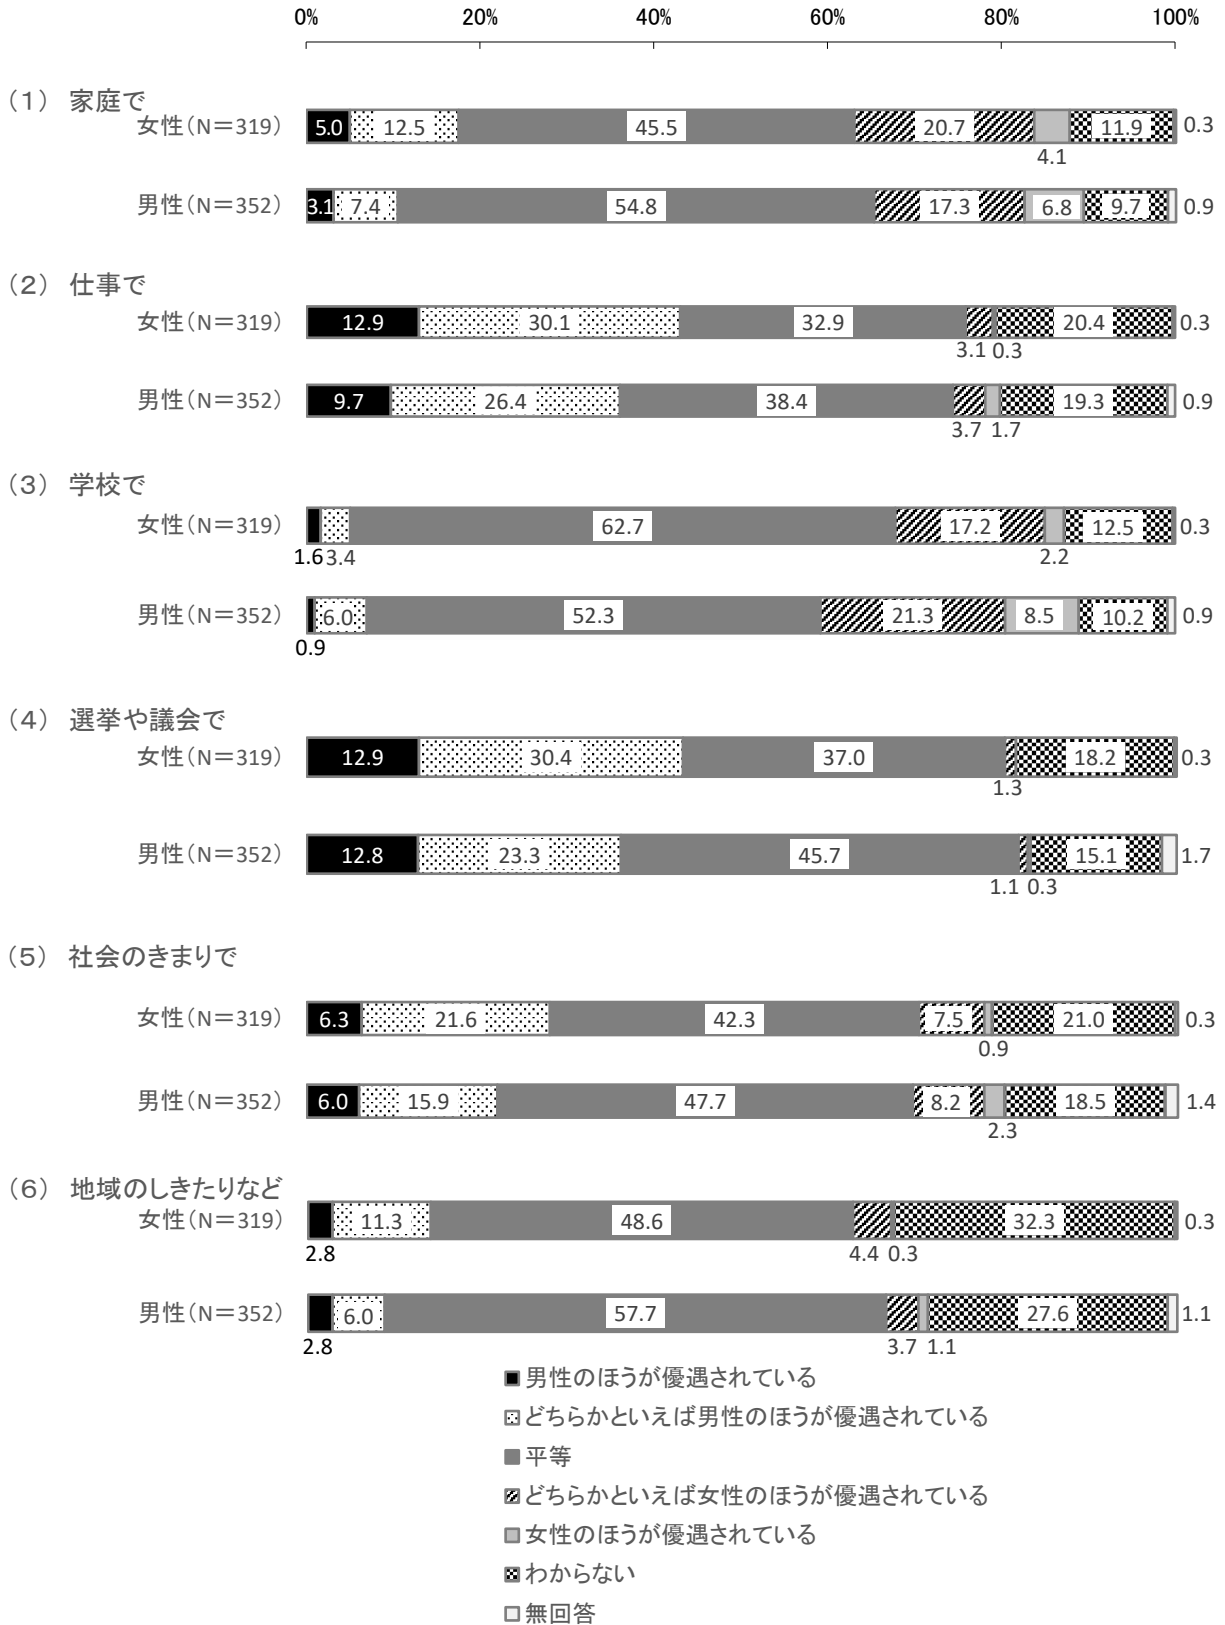 0% 20% 40% 60% 80% 100%
(1) 家庭で
女性(N=319) 5.0 12.5 45.5 20.7 11.9 0.3
4.1
男性(N=352) 3.1 7.4 54.8 17.3 6.8 9.7 0.9
(2) 仕事で
女性(N=319) 12.9 30.1 32.9 20.4 0.3
3.1 0.3
男性(N=352) 9.7 26.4 38.4 19.3 0.9
3.7 1.7
(3) 学校で
女性(N=319) 62.7 17.2 12.5 0.3
1.6 3.4 2.2
男性(N=352) 6.0 52.3 21.3 8.5 10.2 0.9
0.9
(4) 選挙や議会で
女性(N=319) 12.9 30.4 37.0 18.2 0.3
1.3
男性(N=352) 12.8 23.3 45.7 15.1 1.7
1.1 0.3
(5) 社会のきまりで
女性(N=319) 6.3 21.6 42.3 7.5 21.0 0.3
0.9
男性(N=352) 6.0 15.9 47.7 8.2 18.5 1.4
2.3
(6) 地域のしきたりなど
女性(N=319) 11.3 48.6 32.3 0.3
2.8 4.4 0.3
男性(N=352) 6.0 57.7 27.6 1.1
2.8 3.7 1.1
男性のほうが優遇されている
どちらかといえば男性のほうが優遇されている
平等
どちらかといえば女性のほうが優遇されている
女性のほうが優遇されている
わからない
無回答